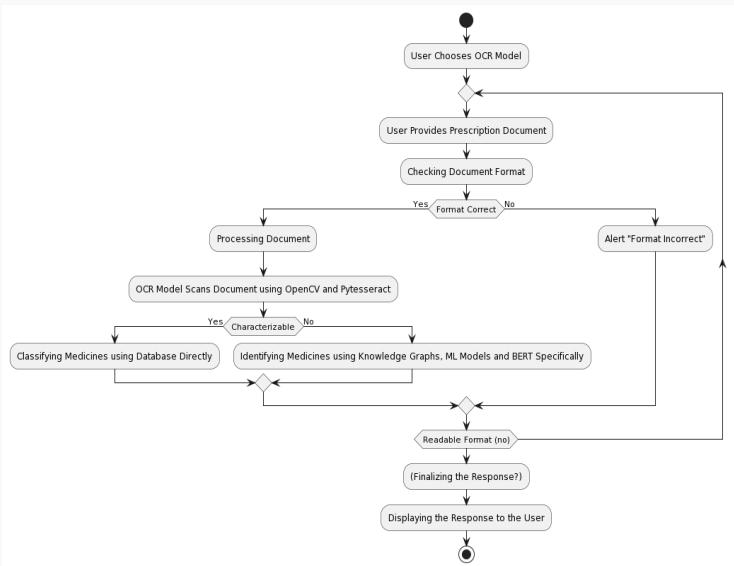 User Chooses OCR Model
User Provides Prescription Document
Checking Document Format
Yes
Format Correct
No
Processing Document
Alert "Format Incorrect"
OCR Model Scans Document using OpenCV and Pytesseract
Yes
Characterizable
No
Classifying Medicines using Database Directly
Identifying Medicines using Knowledge Graphs, ML Models and BERT Specifically
Readable Format (no)
(Finalizing the Response?)
Displaying the Response to the User